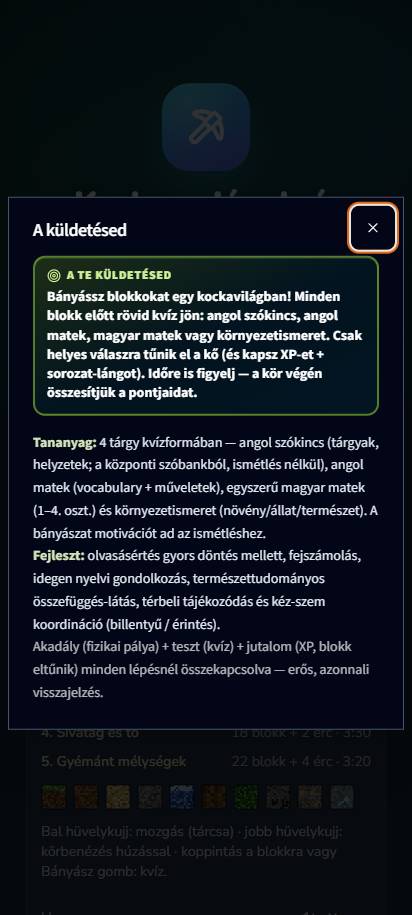 A küldetésed
×
A TE KÜLDETÉSED
Bányássz blokkokat egy kockavilágban! Minden
blokk előtt rövid kvíz jön: angol szókincs, angol
matek, magyar matek vagy környezetismeret. Csak
helyes válaszra tűnik el a kő (és kapsz XP-et +
sorozat-lángot). Időre is figyelj — a kör végén
összesítjük a pontjaidat.
Tananyag: 4 tárgy kvízformában — angol szókincs (tárgyak,
helyzetek; a központi szóbankból, ismétlés nélkül), angol
matek (vocabulary + műveletek), egyszerű magyar matek
(1–4. oszt.) és környezetismeret (növény/állat/természet). A
bányászat motivációt ad az ismétléshez.
Fejleszt: olvasásértés gyors döntés mellett, fejszámolás,
idegen nyelvi gondolkozás, természettudományos
összefüggés-látás, térbeli tájékozódás és kéz-szem
koordináció (billentyű / érintés).
Akadály (fizikai pálya) + teszt (kvíz) + jutalom (XP, blokk
eltűnik) minden lépésnél összekapcsolva — erős, azonnali
visszajelzés.
4. Sivatag és tó 18 blokk + 2 érc · 3:30
5. Gyémánt mélységek 22 blokk + 4 érc · 3:20
Bal hüvelykujj: mozgás (tárcsa) · jobb hüvelykujj:
körbenézés húzással · koppintás a blokkra vagy
Bányász gomb: kvíz.